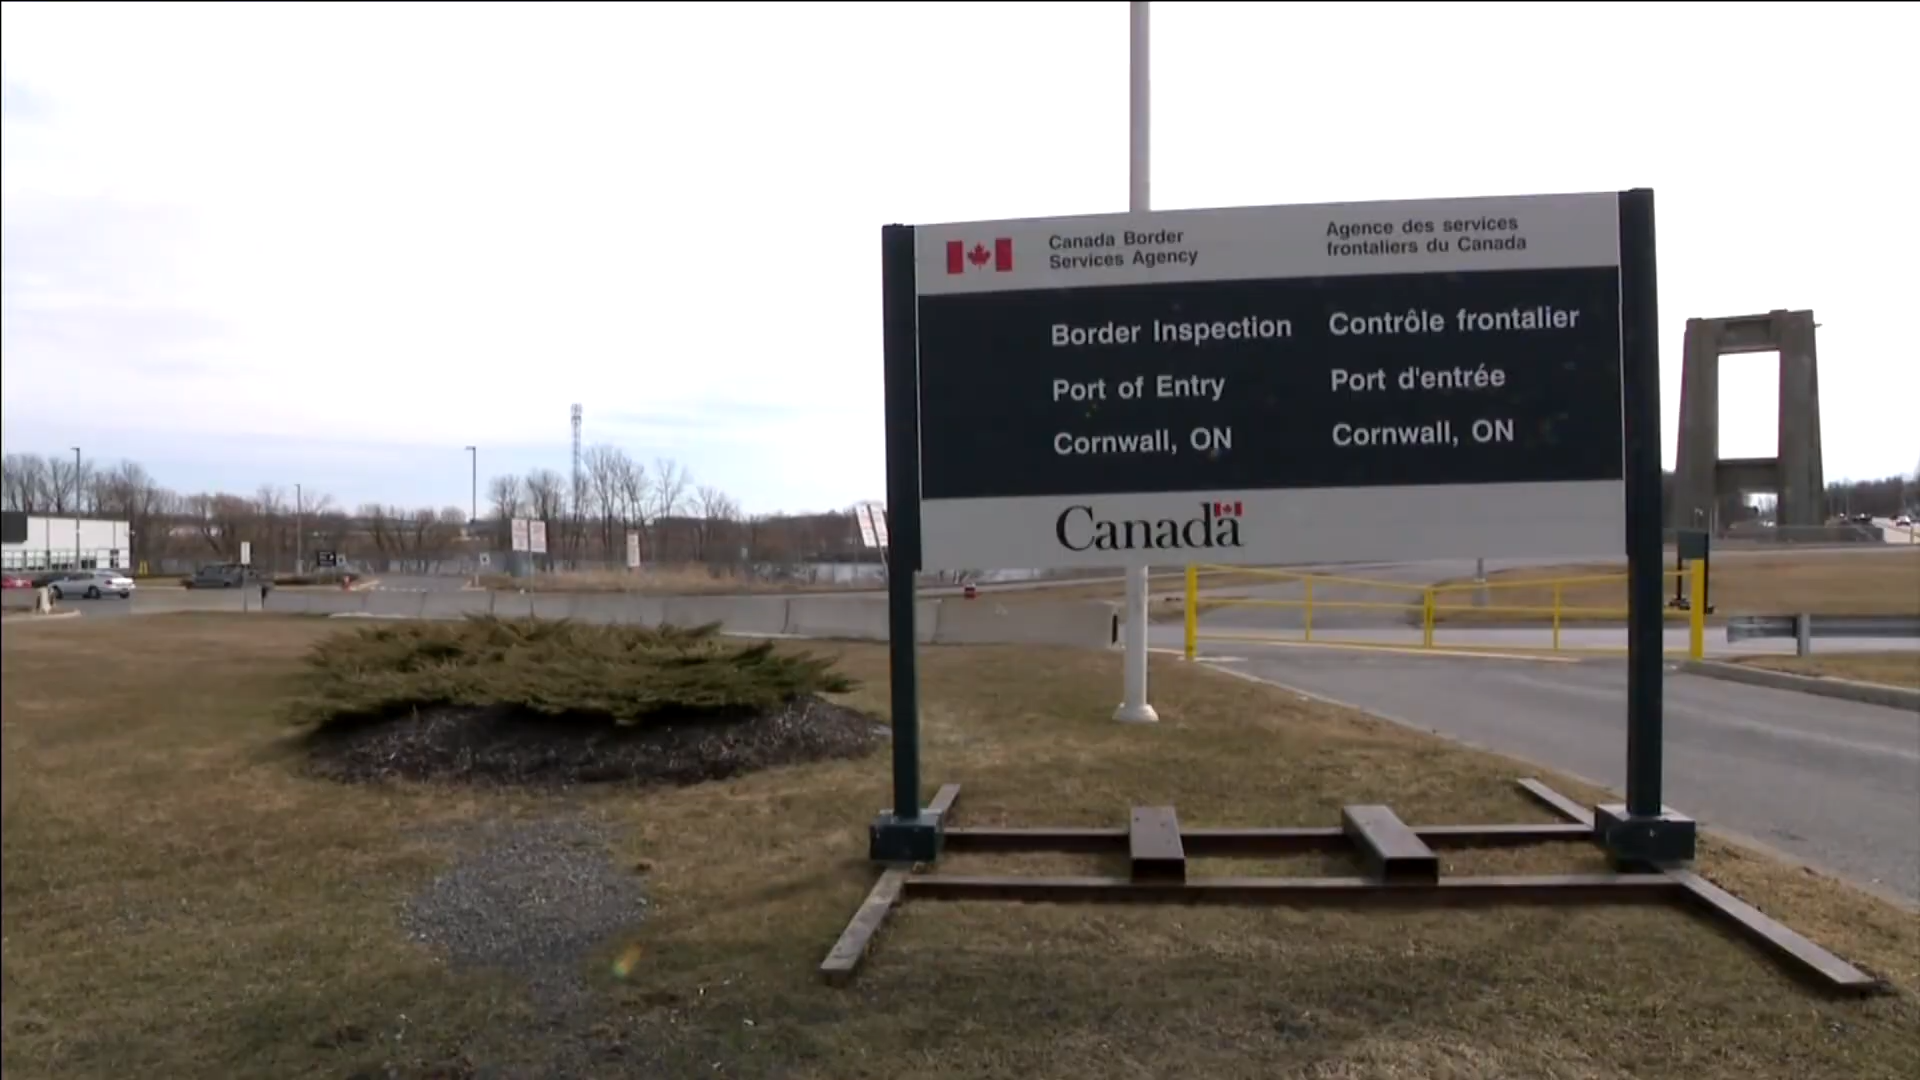 Canada Border
Services Agency
Agence des services
frontaliers du Canada
Border Inspection
Port of Entry
Cornwall, ON
Contrôle frontalier
Port d'entrée
Cornwall, ON
Canada